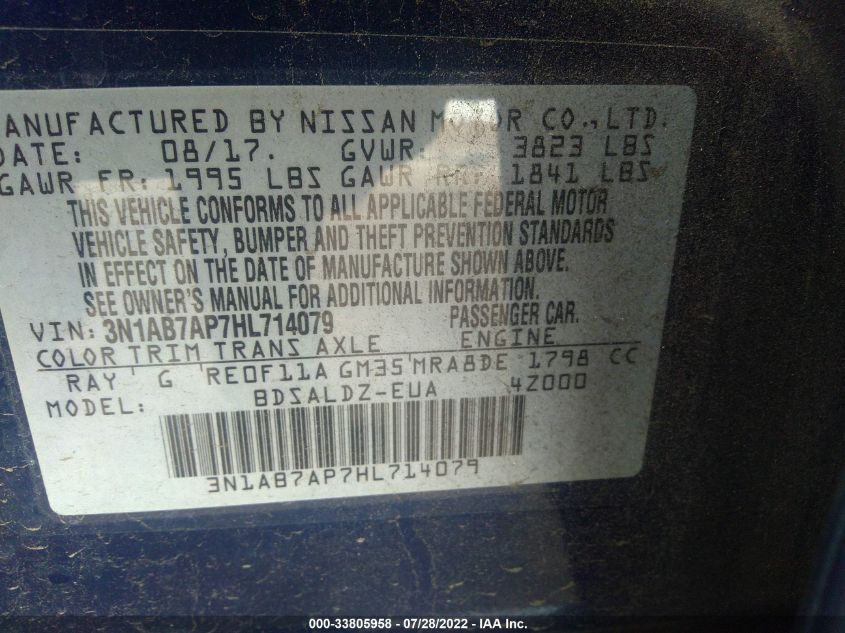 ANUFACTURED BY NISSAN MOTOR CO.,LTD.
DATE: 08/17. GVWR: 3823 LBS
GAWR FR: 1995 LBS GAWR RR: 1841 LBS
THIS VEHICLE CONFORMS TO ALL APPLICABLE FEDERAL MOTOR
VEHICLE SAFETY, BUMPER AND THEFT PREVENTION STANDARDS
IN EFFECT ON THE DATE OF MANUFACTURE SHOWN ABOVE.
SEE OWNER'S MANUAL FOR ADDITIONAL INFORMATION.
VIN: 3N1AB7AP7HL714079 PASSENGER CAR.
COLOR TRIM TRANS AXLE ENGINE
RAY G RE0F11A GM35 MRA8DE 1798 CC
MODEL: BDSALDZ-EUA 4Z000
3N1AB7AP7HL714079
000-33805958 - 07/28/2022 - IAA Inc.